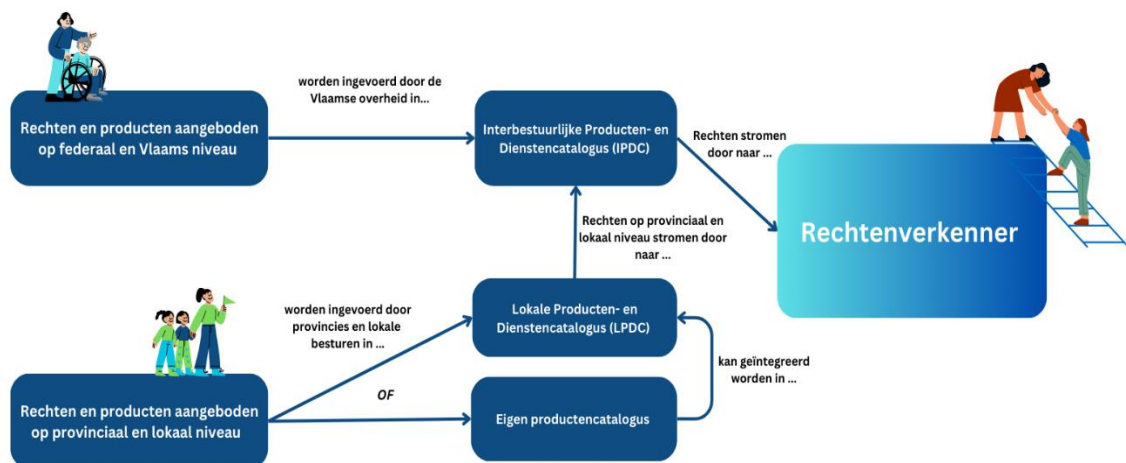 worden ingevoerd door de
Vlaamse overheid in...
Rechten en producten aangeboden
op federaal en Vlaams niveau
Interbestuurlijke Producten- en
Dienstencatalogus (IPDC)
Rechten stromen
door naar ...
Rechtenverkenner
Rechten op provinciaal en
lokaal niveau stromen door
naar ...
worden ingevoerd door
provincies en lokale
besturen in ...
Lokale Producten- en
Dienstencatalogus (LPDC)
kan geïntegreerd
worden in ...
OF
Rechten en producten aangeboden
op provinciaal en lokaal niveau
Eigen productencatalogus